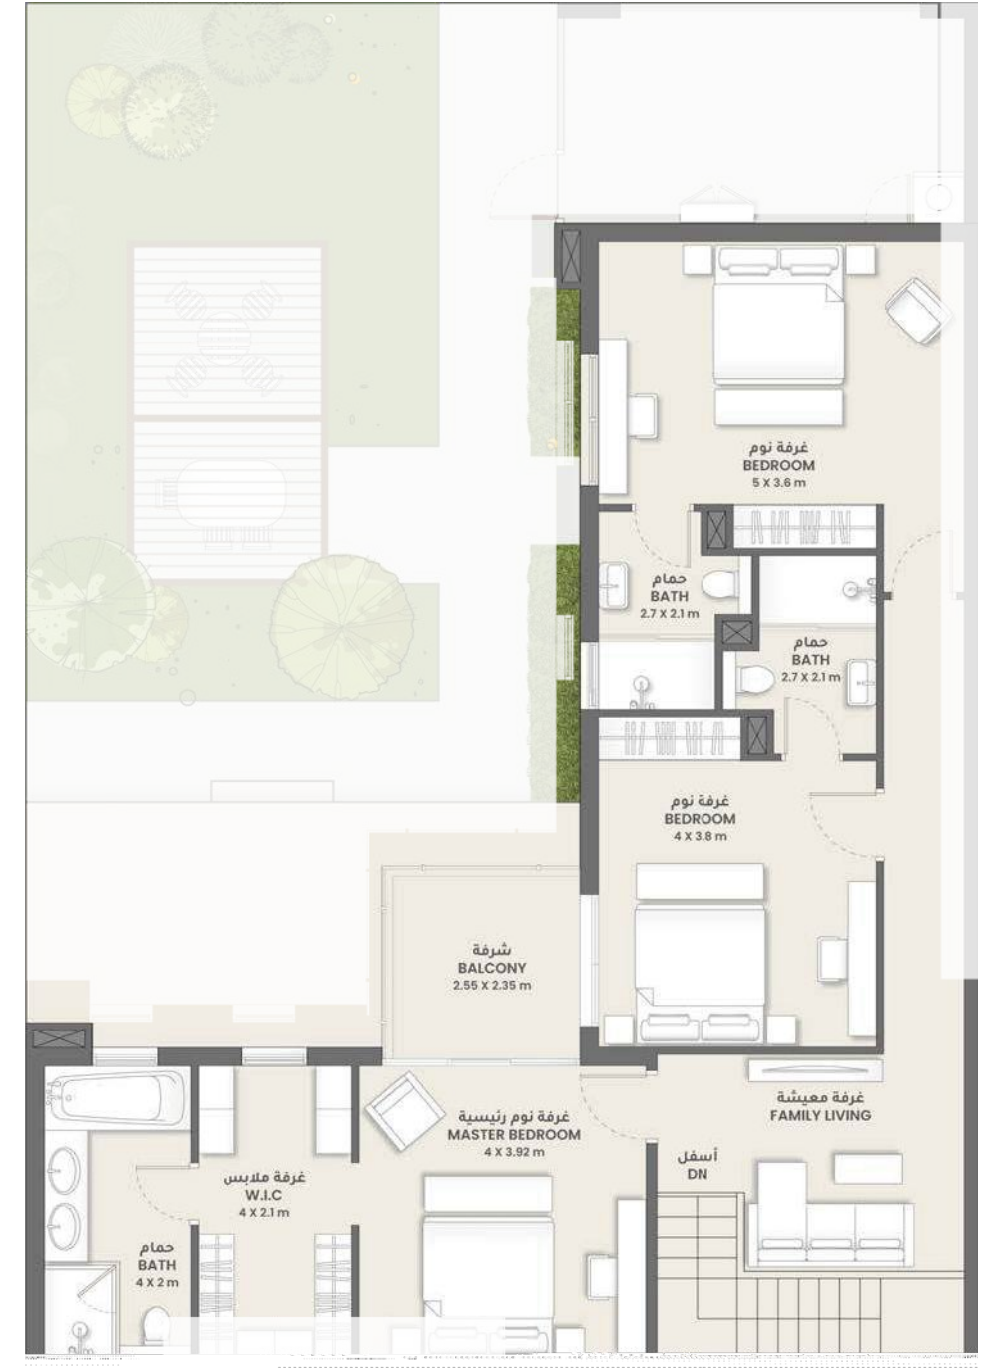 غرفة نوم
BEDROOM
5 X 3.6 m
حمام
BATH
2.7 X 2.1 m
حمام
BATH
2.7 X 2.1 m
غرفة نوم
BEDROOM
4 X 3.8 m
شرفة
BALCONY
2.55 X 2.35 m
غرفة معيشة
FAMILY LIVING
غرفة نوم رئيسية
MASTER BEDROOM
4 X 3.92 m
أسفل
DN
غرفة ملابس
W.I.C
4 X 2.1 m
حمام
BATH
4 X 2 m